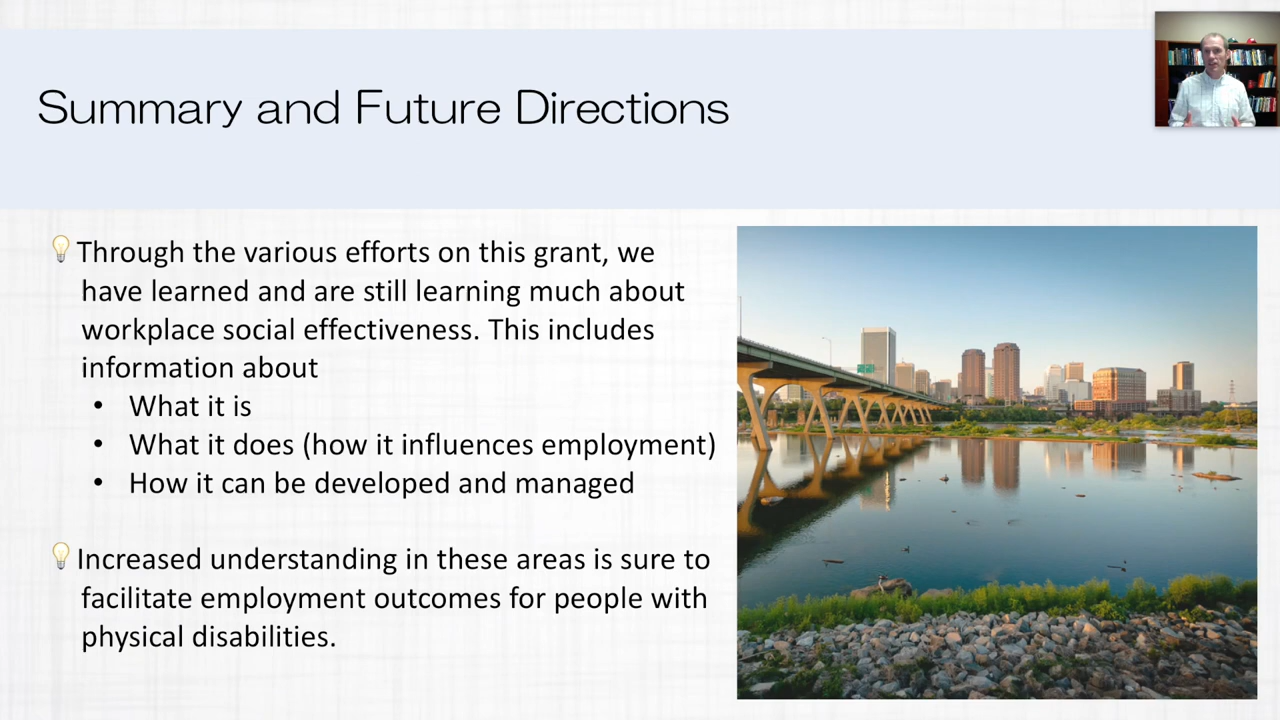 Summary and Future Directions
Through the various efforts on this grant, we
have learned and are still learning much about
workplace social effectiveness. This includes
information about
• What it is
• What it does (how it influences employment)
• How it can be developed and managed
Increased understanding in these areas is sure to
facilitate employment outcomes for people with
physical disabilities.